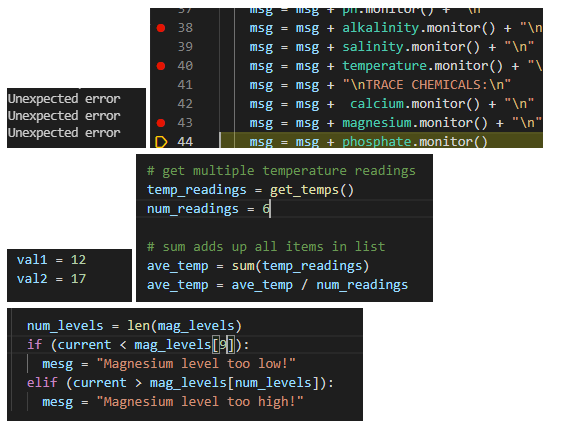 37 msg = msg + ph.monitor() + "\n"
38 msg = msg + alkalinity.monitor() + "\n
39 msg = msg + salinity.monitor() + "\n"
40 msg = msg + temperature.monitor() + "\
41 msg = msg + "\nTRACE CHEMICALS:\n"
42 msg = msg +  calcium.monitor() + "\n"
43 msg = msg + magnesium.monitor() + "\n"
44 msg = msg + phosphate.monitor()
Unexpected error
Unexpected error
Unexpected error
# get multiple temperature readings
temp_readings = get_temps()
num_readings = 6
# sum adds up all items in list
ave_temp = sum(temp_readings)
ave_temp = ave_temp / num_readings
val1 = 12
val2 = 17
num_levels = len(mag_levels)
if (current < mag_levels[9]):
mesg = "Magnesium level too low!"
elif (current > mag_levels[num_levels]):
mesg = "Magnesium level too high!"